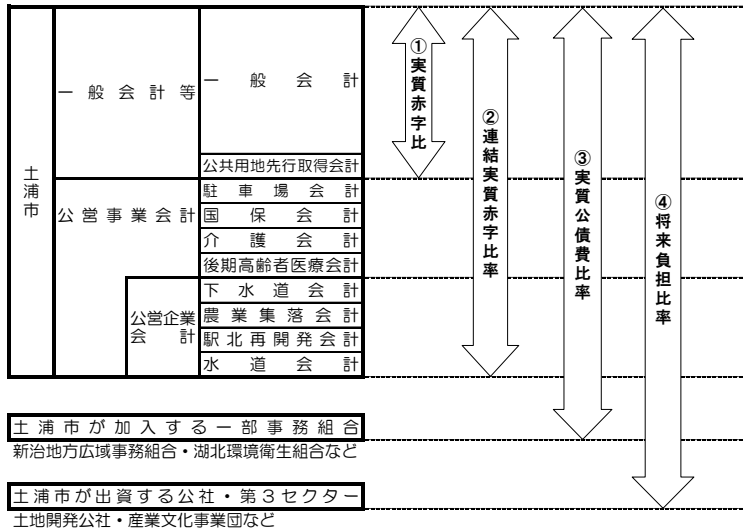 土浦市
一般会計等
一般会計
公共用地先行取得会計
公営事業会計
駐車場会計
国保会計
介護会計
後期高齢者医療会計
公営企業
会計
下水道会計
農業集落会計
駅北再開発会計
水道会計
①実質赤字比
②連結実質赤字比率
③実質公債費比率
④将来負担比率
土浦市が加入する一部事務組合
新治地方広域事務組合・湖北環境衛生組合など
土浦市が出資する公社・第3セクター
土地開発公社・産業文化事業団など